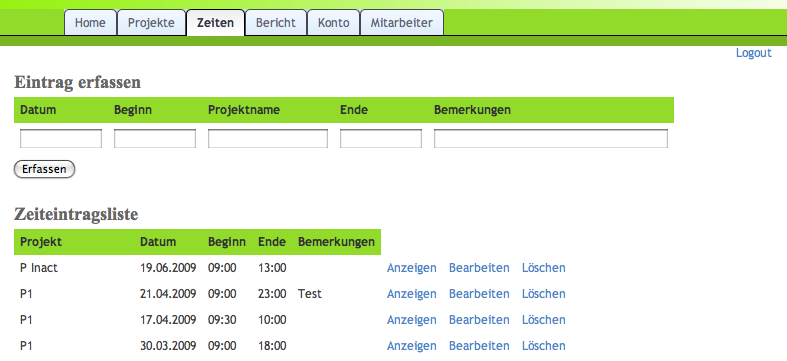 Home Projekte Zeiten Bericht Konto Mitarbeiter
Logout
Eintrag erfassen
Datum Beginn Projektname Ende Bemerkungen
Erfassen
Zeiteintragsliste
Projekt Datum Beginn Ende Bemerkungen
P Inact 19.06.2009 09:00 13:00 Anzeigen Bearbeiten Löschen
P1 21.04.2009 09:00 23:00 Test Anzeigen Bearbeiten Löschen
P1 17.04.2009 09:30 10:00 Anzeigen Bearbeiten Löschen
P1 30.03.2009 09:00 18:00 Anzeigen Bearbeiten Löschen